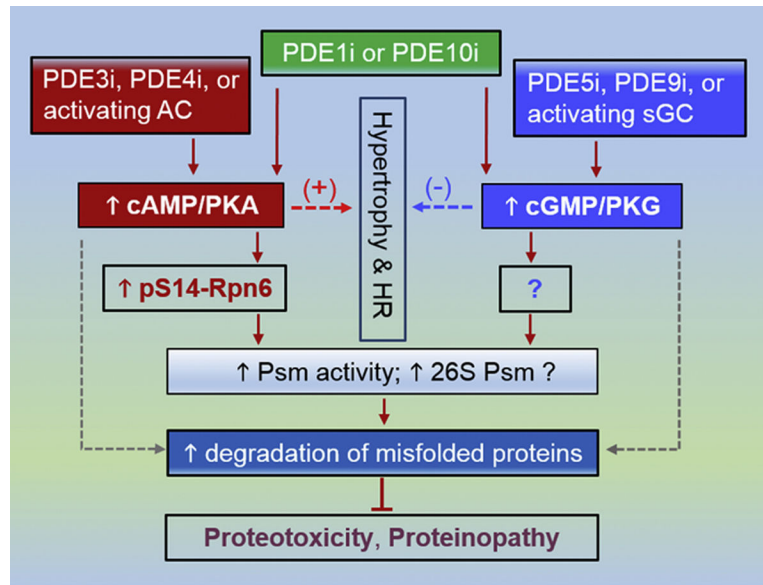 PDE1i or PDE10i
PDE3i, PDE4i, or
activating AC
PDE5i, PDE9i, or
activating sGC
Hypertrophy & HR
(+)
(-)
↑ cAMP/PKA
↑ cGMP/PKG
↑ pS14-Rpn6
?
↑ Psm activity; ↑ 26S Psm ?
↑ degradation of misfolded proteins
Proteotoxicity, Proteinopathy